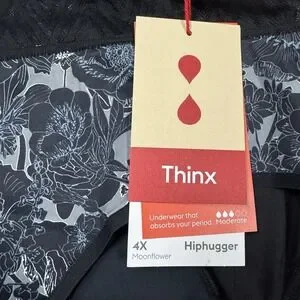 Thinx
Underwear that
absorbs your period Moderate
4X Hiphugger
Moonflower